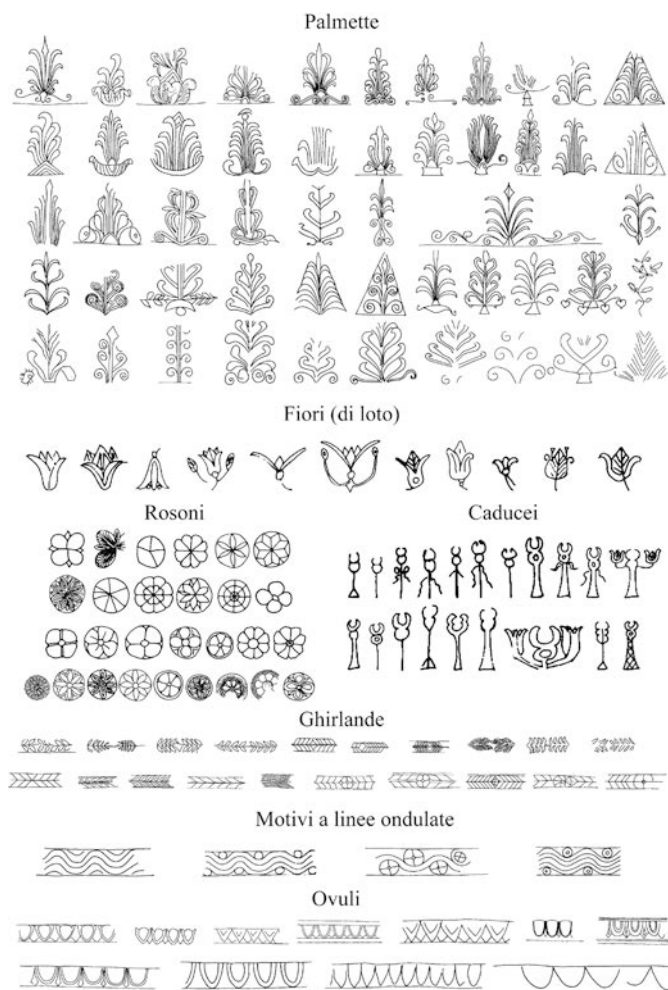 Palmette
Fiori (di loto)
Rosoni
Caducei
Ghirlande
Motivi a linee ondulate
Ovuli